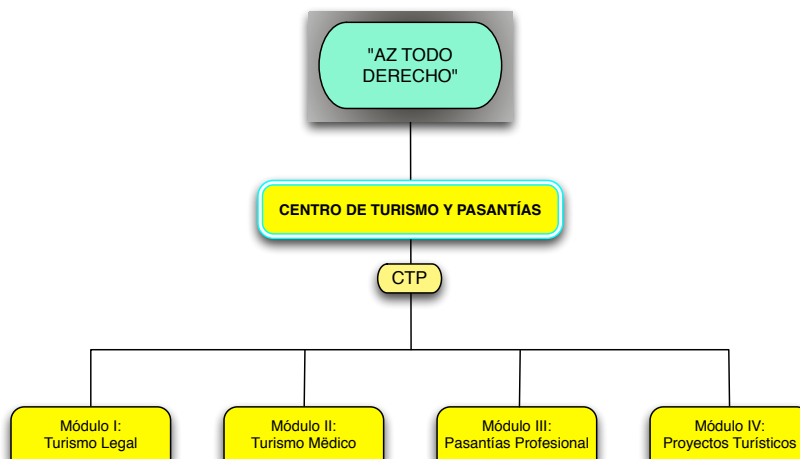 "AZ TODO
DERECHO"
CENTRO DE TURISMO Y PASANTÍAS
CTP
Módulo I:
Turismo Legal
Módulo II:
Turismo Mëdico
Módulo III:
Pasantías Profesional
Módulo IV:
Proyectos Turísticos